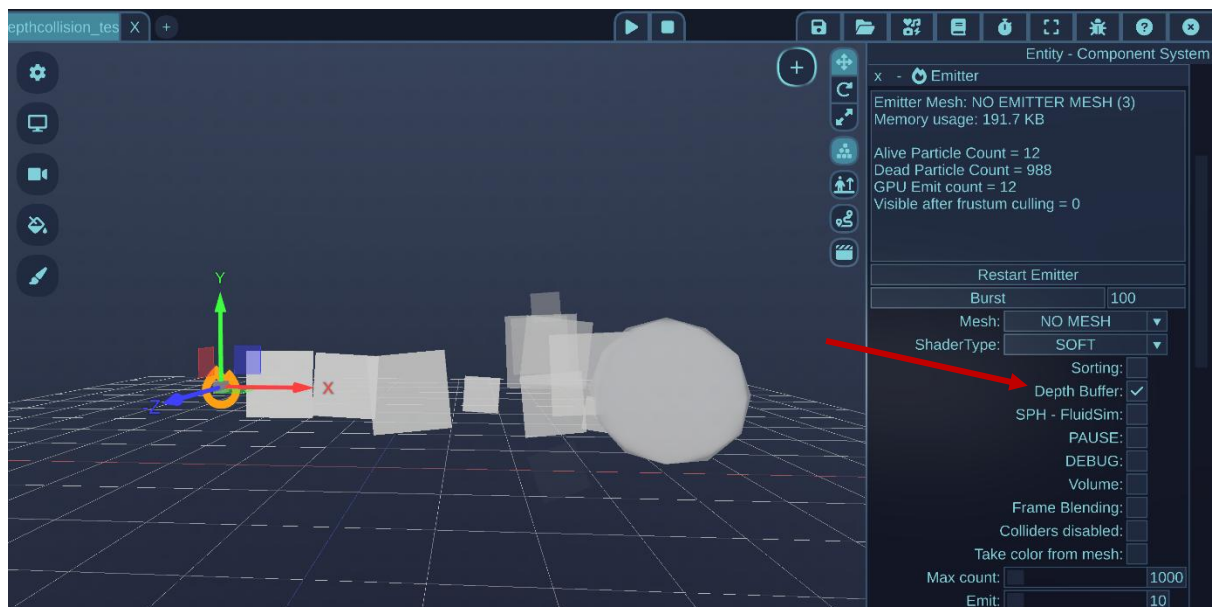 epthcollision_tes X +
Entity - Component System
x - Emitter
Emitter Mesh: NO EMITTER MESH (3)
Memory usage: 191.7 KB
Alive Particle Count = 12
Dead Particle Count = 988
GPU Emit count = 12
Visible after frustum culling = 0
Restart Emitter
Burst 100
Mesh: NO MESH
ShaderType: SOFT
Sorting:
Depth Buffer:
SPH - FluidSim:
PAUSE:
DEBUG:
Volume:
Frame Blending:
Colliders disabled:
Take color from mesh:
Max count: 1000
Emit: 10
Y
X
-Z